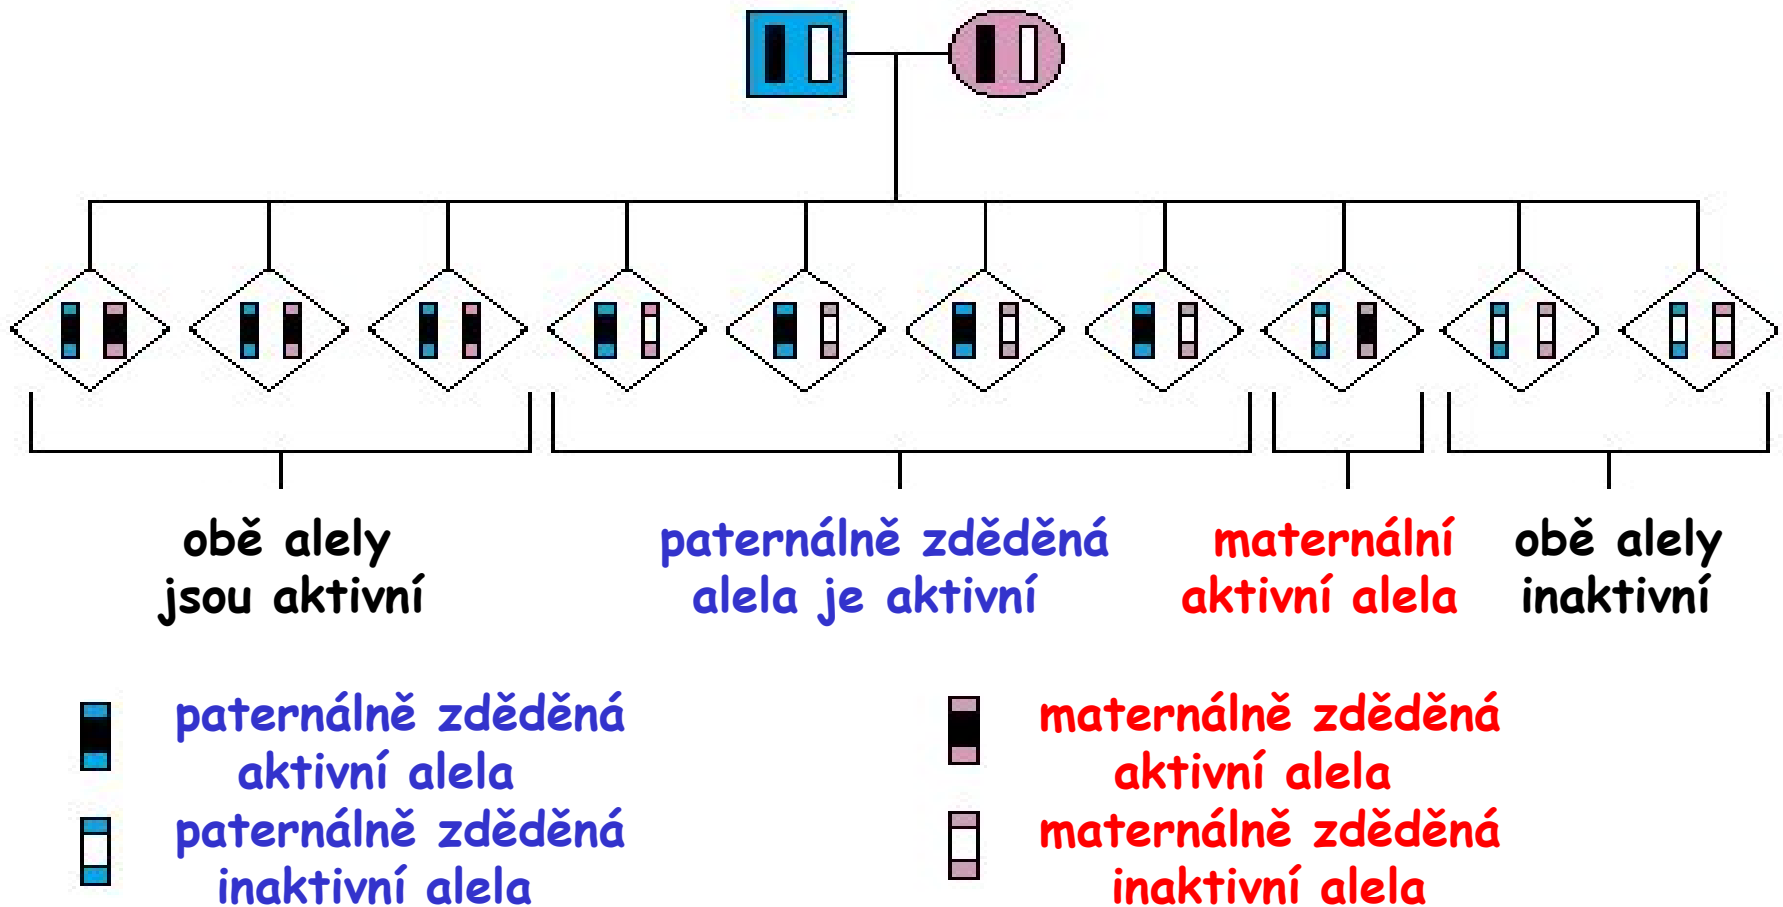 obě alely
jsou aktivní
paternálně zděděná
alela je aktivní
maternální
aktivní alela
obě alely
inaktivní
paternálně zděděná
aktivní alela
paternálně zděděná
inaktivní alela
maternálně zděděná
aktivní alela
maternálně zděděná
inaktivní alela